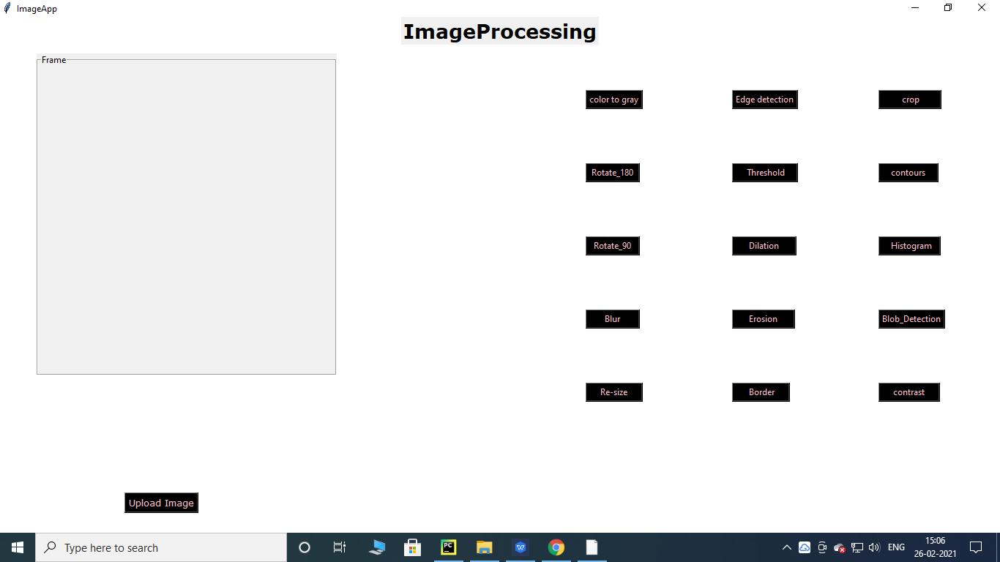 ImageApp
ImageProcessing
Frame
color to gray Edge detection crop
Rotate_180 Threshold contours
Rotate_90 Dilation Histogram
Blur Erosion Blob_Detection
Re-size Border contrast
Upload Image
Type here to search
PC
W
ENG
15:06
26-02-2021